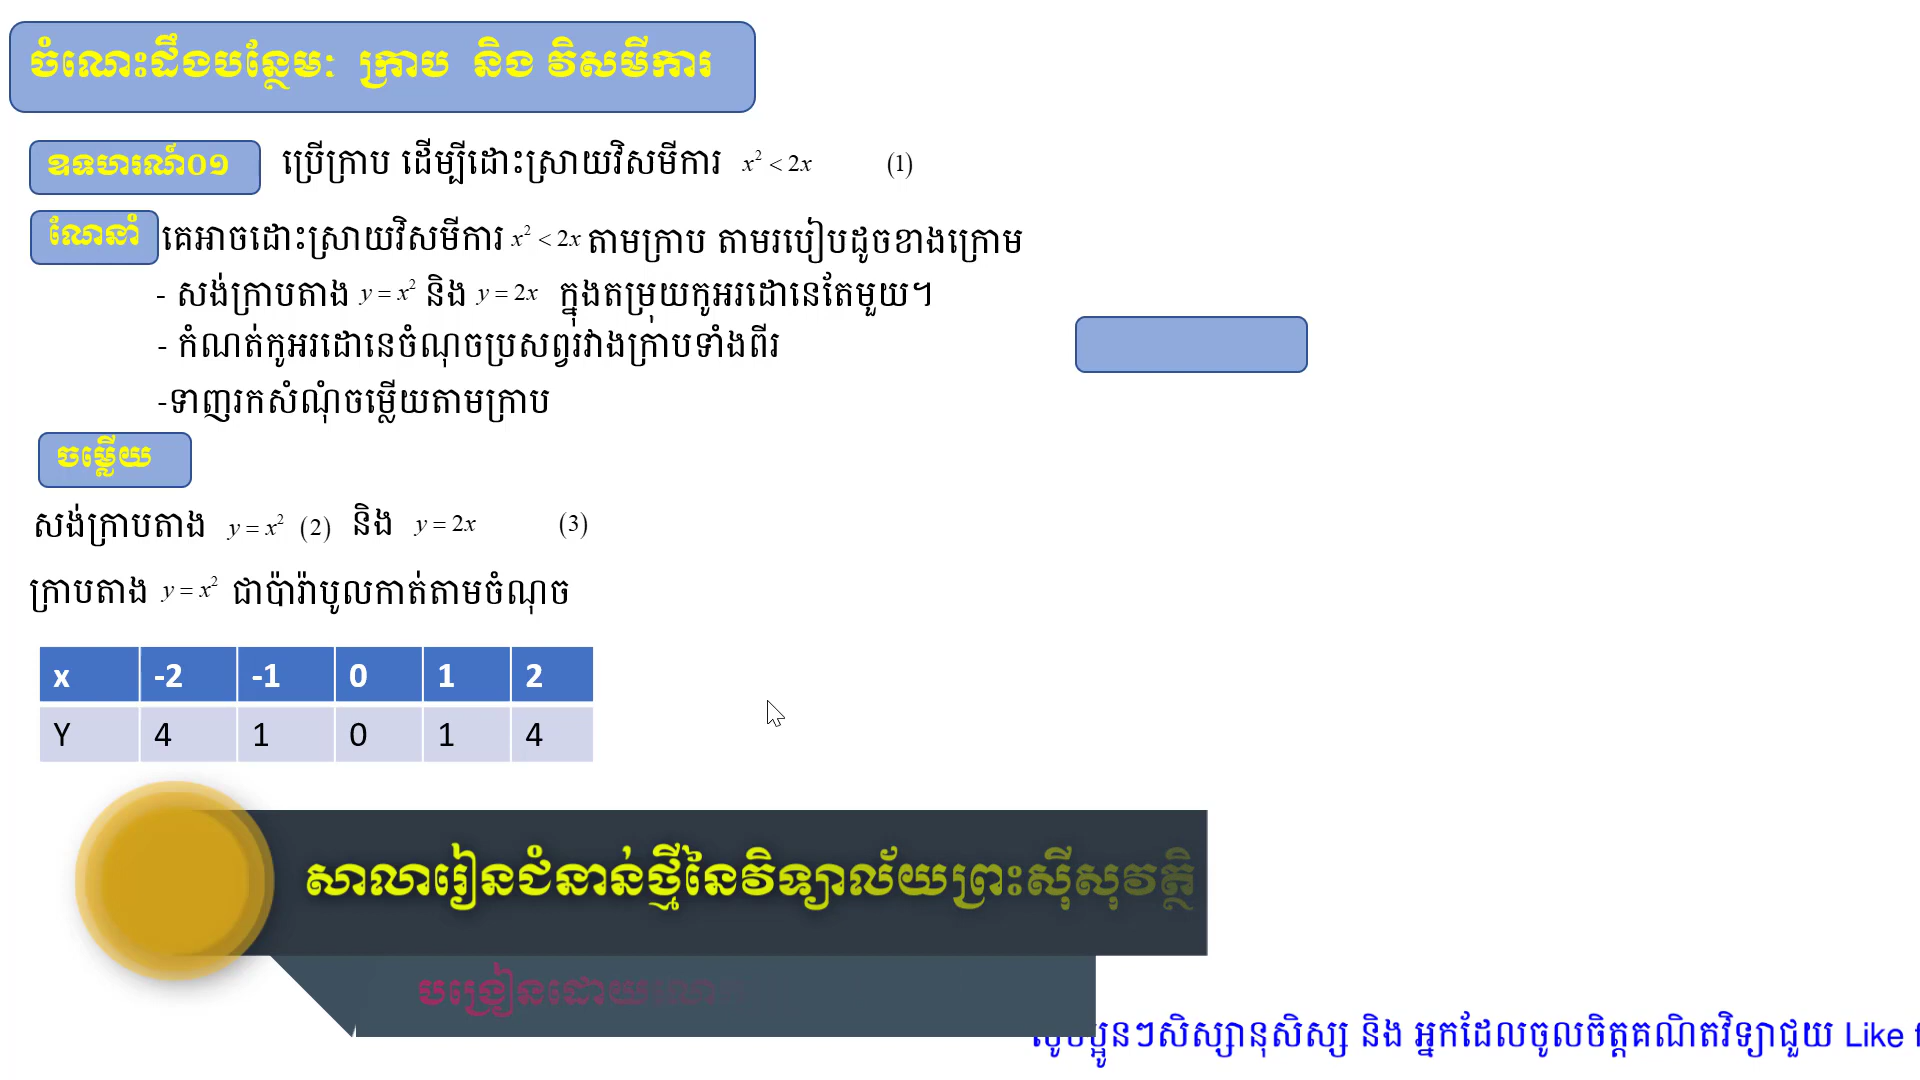 ចំណេះដឹងបន្ថែម: ក្រាប និង វិសមីការ
ឧទហរណ៍០១ ប្រើក្រាប ដើម្បីដោះស្រាយវិសមីការ x² < 2x (1)
ណែនាំ គេអាចដោះស្រាយវិសមីការ x² < 2x តាមក្រាប តាមរបៀបដូចខាងក្រោម
- សង់ក្រាបតាង y = x² និង y = 2x ក្នុងតម្រុយកូអរដោនេតែមួយ។
- កំណត់កូអរដោនេចំណុចប្រសព្វរវាងក្រាបទាំងពីរ
-ទាញរកសំណុំចម្លើយតាមក្រាប
ចម្លើយ
សង់ក្រាបតាង y = x² (2) និង y = 2x (3)
ក្រាបតាង y = x² ជាប៉ារ៉ាបូលកាត់តាមចំណុច
x -2 -1 0 1 2
Y 4 1 0 1 4
សាលារៀនជំនាន់ថ្មីនៃវិទ្យាល័យព្រះស៊ីសុវត្ថិ
បង្រៀនដោយលោក
ប្អូនៗសិស្សានុសិស្ស និង អ្នកដែលចូលចិត្តគណិតវិទ្យាជួយ Like